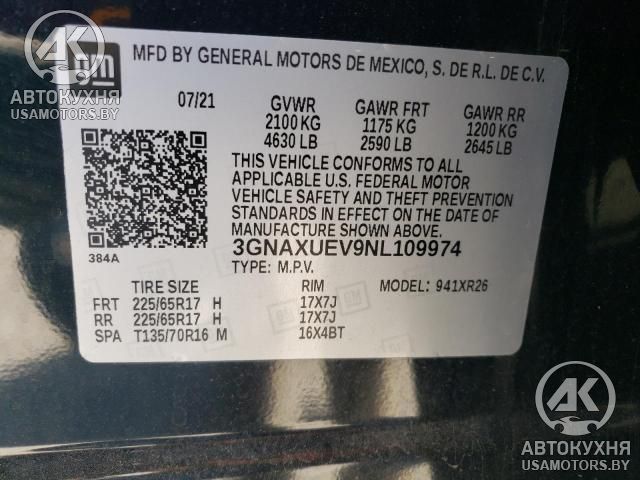 AK
АВТОКУХНЯ
USAMOTORS.BY
GM
MFD BY GENERAL MOTORS DE MEXICO, S. DE R.L. DE C.V.
07/21 GVWR GAWR FRT GAWR RR
2100 KG 1175 KG 1200 KG
4630 LB 2590 LB 2645 LB
THIS VEHICLE CONFORMS TO ALL
APPLICABLE U.S. FEDERAL MOTOR
VEHICLE SAFETY AND THEFT PREVENTION
STANDARDS IN EFFECT ON THE DATE OF
MANUFACTURE SHOWN ABOVE.
3GNAXUEV9NL109974
384A
TYPE: M.P.V.
TIRE SIZE RIM MODEL: 941XR26
FRT 225/65R17 H 17X7J
RR 225/65R17 H 17X7J
SPA T135/70R16 M 16X4BT
AK
АВТОКУХНЯ
USAMOTORS.BY